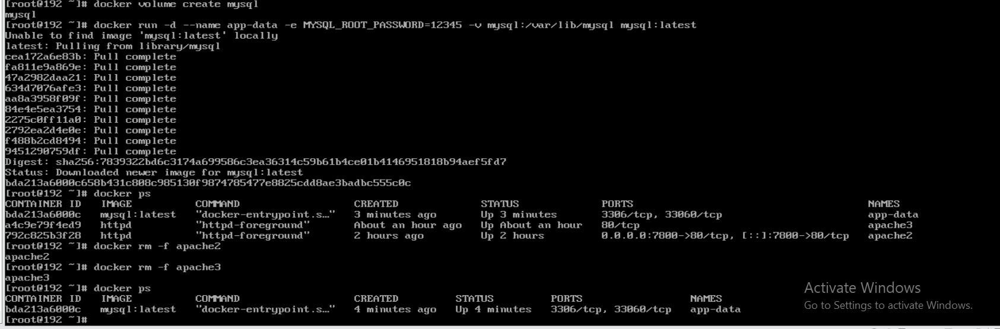 [root@192 ~]# docker volume create mysql
mysql
[root@192 ~]# docker run -d --name app-data -e MYSQL_ROOT_PASSWORD=12345 -v mysql:/var/lib/mysql mysql:latest
Unable to find image 'mysql:latest' locally
latest: Pulling from library/mysql
cea172a6e83b: Pull complete
fa811e9a869e: Pull complete
47a2982daa21: Pull complete
634d7076afe3: Pull complete
aa8a3958f09f: Pull complete
84e4e5ea3754: Pull complete
2275c0ff11a0: Pull complete
2792ea2d4e0e: Pull complete
f488b2cd8494: Pull complete
9451290759df: Pull complete
Digest: sha256:7839322bd6c3174a699586c3ea36314c59b61b4ce01b4146951818b94aef5fd7
Status: Downloaded newer image for mysql:latest
bda213a6000c658b431c808c985130f9874785477e8825cdd8ae3badbc555c0c
[root@192 ~]# docker ps
CONTAINER ID IMAGE COMMAND CREATED STATUS PORTS NAMES
bda213a6000c mysql:latest "docker-entrypoint.s…" 3 minutes ago Up 3 minutes 3306/tcp, 33060/tcp app-data
a4c9e79f4ed9 httpd "httpd-foreground" About an hour ago Up About an hour 80/tcp apache3
792c825b3f28 httpd "httpd-foreground" 2 hours ago Up 2 hours 0.0.0.0:7800->80/tcp, [::]:7800->80/tcp apache2
[root@192 ~]# docker rm -f apache2
apache2
[root@192 ~]# docker rm -f apache3
apache3
[root@192 ~]# docker ps
CONTAINER ID IMAGE COMMAND CREATED STATUS PORTS NAMES
bda213a6000c mysql:latest "docker-entrypoint.s…" 4 minutes ago Up 4 minutes 3306/tcp, 33060/tcp app-data
[root@192 ~]#
Activate Windows
Go to Settings to activate Windows.